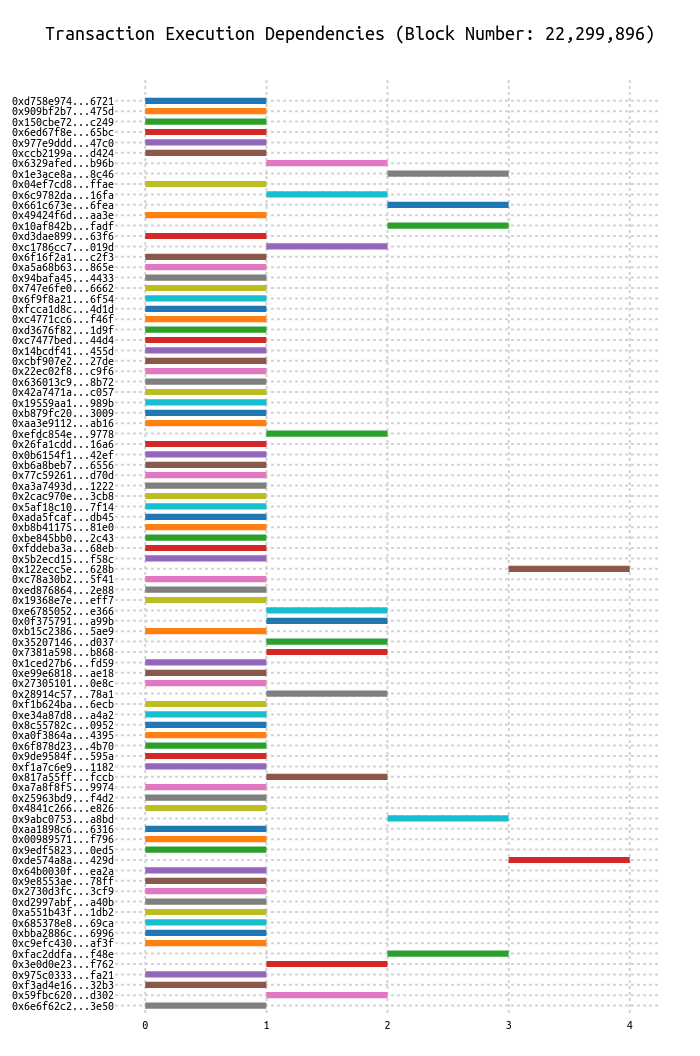 Transaction Execution Dependencies (Block Number: 22,299,896)
0xd758e974...6721
0x909bf2b7...475d
0x150cbe72...c249
0x6ed67f8e...65bc
0x977e9ddd...47c0
0xccb2199a...d424
0x6329afed...b96b
0x1e3ace8a...8c46
0x04ef7cd8...ffae
0x6c9782da...16fa
0x661c673e...6fea
0x49424f6d...aa3e
0x10af842b...fadf
0xd3dae899...63f6
0xc1786cc7...019d
0x6f16f2a1...c2f3
0xa5a68b63...865e
0x94bafa45...4433
0x747e6fe0...6662
0x6f9f8a21...6f54
0xfcca1d8c...4d1d
0xc4771cc6...f46f
0xd3676f82...1d9f
0xc7477bed...44d4
0x14bcdf41...455d
0xcbf907e2...27de
0x22ec02f8...c9f6
0x636013c9...8b72
0x42a7471a...c057
0x19559aa1...989b
0xb879fc20...3009
0xaa3e9112...ab16
0xefdc854e...9778
0x26fa1cdd...16a6
0x0b6154f1...42ef
0xb6a8beb7...6556
0x77c59261...d70d
0xa3a7493d...1222
0x2cac970e...3cb8
0x5af18c10...7f14
0xada5fcaf...db45
0xb8b41175...81e0
0xbe845bb0...2c43
0xfddeba3a...68eb
0x5b2ecd15...f58c
0x122ecc5e...628b
0xc78a30b2...5f41
0xed876864...2e88
0x19368e7e...eff7
0xe6785052...e366
0x0f375791...a99b
0xb15c2386...5ae9
0x35207146...d037
0x7381a598...b868
0x1ced27b6...fd59
0xe99e6818...ae18
0x27305101...0e8c
0x28914c57...78a1
0xf1b624ba...6ecb
0xe34a87d8...a4a2
0x8c55782c...0952
0xa0f3864a...4395
0x6f878d23...4b70
0x9de9584f...595a
0xf1a7c6e9...1182
0x817a55ff...fccb
0xa7a8f8f5...9974
0x25963bd9...f4d2
0x4841c266...e826
0x9abc0753...a8bd
0xaa1898c6...6316
0x00989571...f796
0x9edf5823...0ed5
0xde574a8a...429d
0x64b0030f...ea2a
0x9e8553ae...78ff
0x2730d3fc...3cf9
0xd2997abf...a40b
0xa551b43f...1db2
0x685378e8...69ca
0xbba2886c...6996
0xc9efc430...af3f
0xfac2ddfa...f48e
0x3e0d0e23...f762
0x975c0333...fa21
0xf3ad4e16...32b3
0x59fbc620...d302
0x6e6f62c2...3e50
0 1 2 3 4